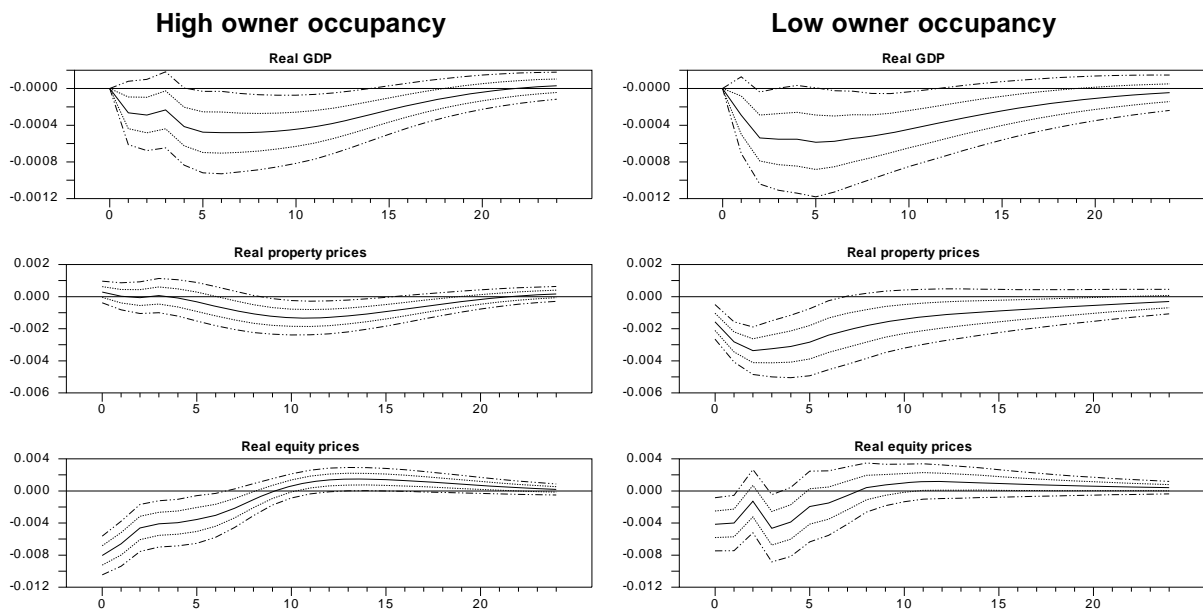 High owner occupancy
Low owner occupancy
Real GDP
-0.0000
-0.0004
-0.0008
-0.0012
0 5 10 15 20
Real GDP
-0.0000
-0.0004
-0.0008
-0.0012
0 5 10 15 20
Real property prices
0.002
0.000
-0.002
-0.004
-0.006
0 5 10 15 20
Real property prices
0.002
0.000
-0.002
-0.004
-0.006
0 5 10 15 20
Real equity prices
0.004
0.000
-0.004
-0.008
-0.012
0 5 10 15 20
Real equity prices
0.004
0.000
-0.004
-0.008
-0.012
0 5 10 15 20